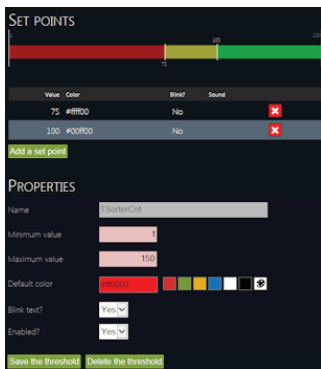 SET POINTS
100
75
Value Color Blink? Sound
75 #ffff00 No
100 #00ff00 No
Add a set point
PROPERTIES
Name TSorterCnt
Minimum value 1
Maximum value 150
Default color #ff0000
Blink text? Yes
Enabled? Yes
Save the threshold Delete the threshold